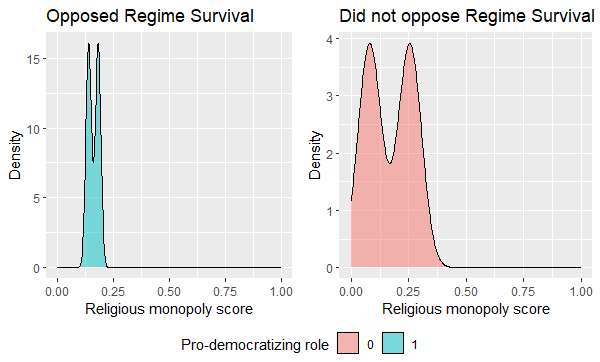 Opposed Regime Survival
Did not oppose Regime Survival
Density
15
10
5
0
0.00 0.25 0.50 0.75 1.00
Religious monopoly score
Density
4
3
2
1
0
0.00 0.25 0.50 0.75 1.00
Religious monopoly score
Pro-democratizing role 0 1